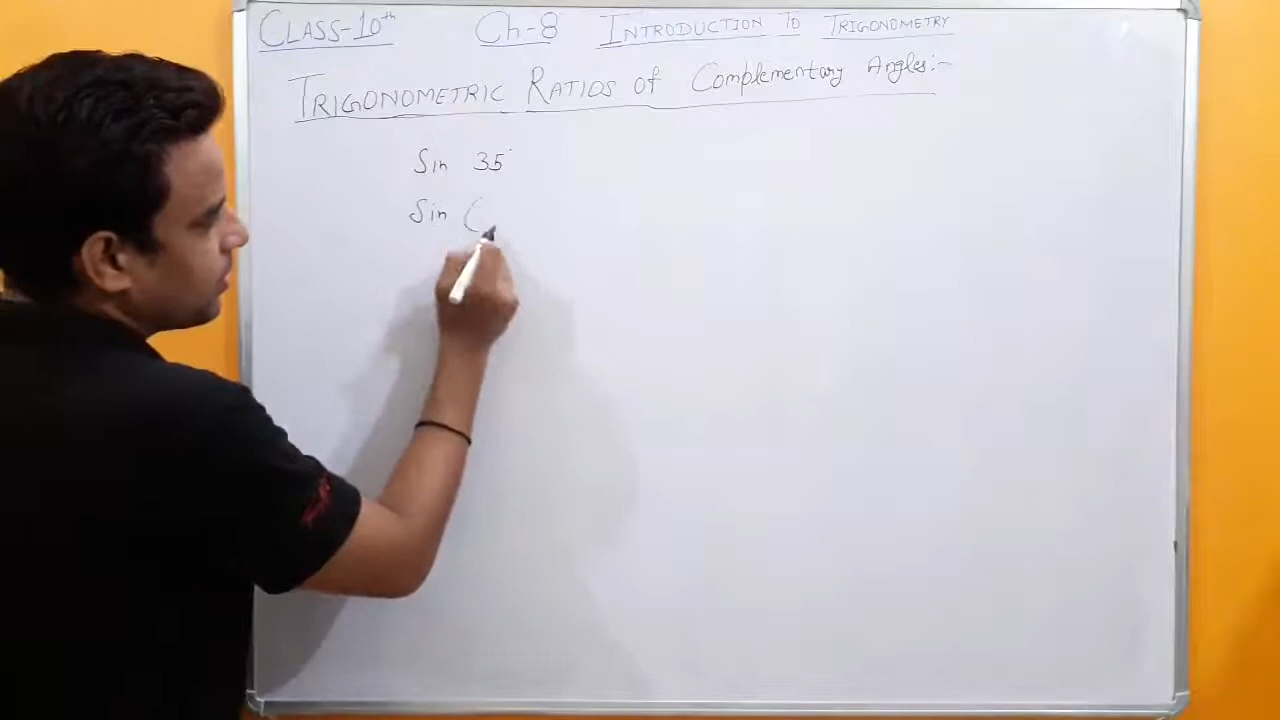 CLASS-10th Ch-8 INTRODUCTION TO TRIGONOMETRY
TRIGONOMETRIC RATIOS of Complementary Angles:-
Sin 35°
Sin (